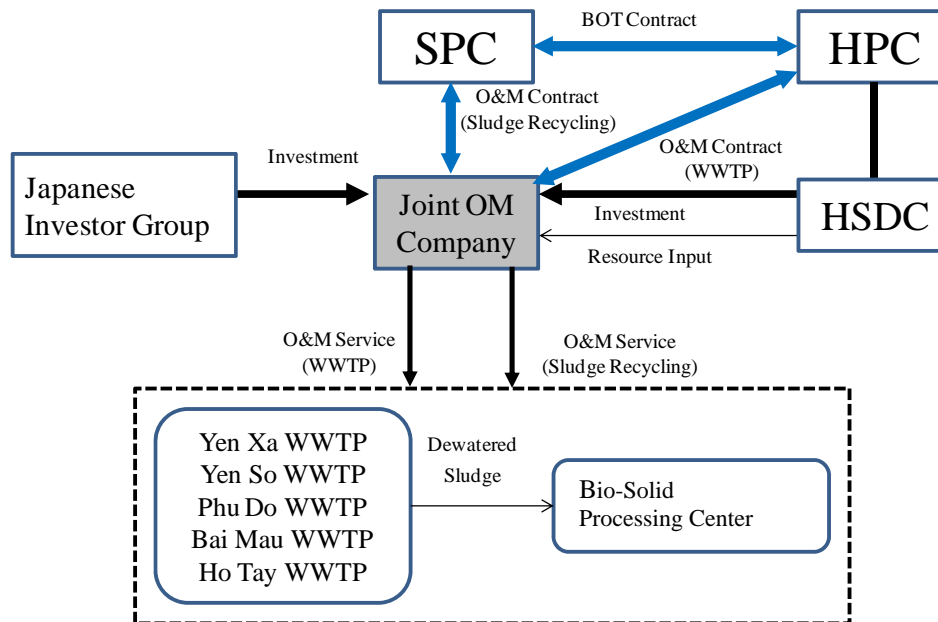 BOT Contract
SPC
HPC
O&M Contract
(Sludge Recycling)
O&M Contract
(WWTP)
Investment
Japanese
Investor Group
Joint OM
Company
Investment
Resource Input
HSDC
O&M Service
(WWTP)
O&M Service
(Sludge Recycling)
Yen Xa WWTP
Yen So WWTP
Phu Do WWTP
Bai Mau WWTP
Ho Tay WWTP
Dewatered
Sludge
Bio-Solid
Processing Center